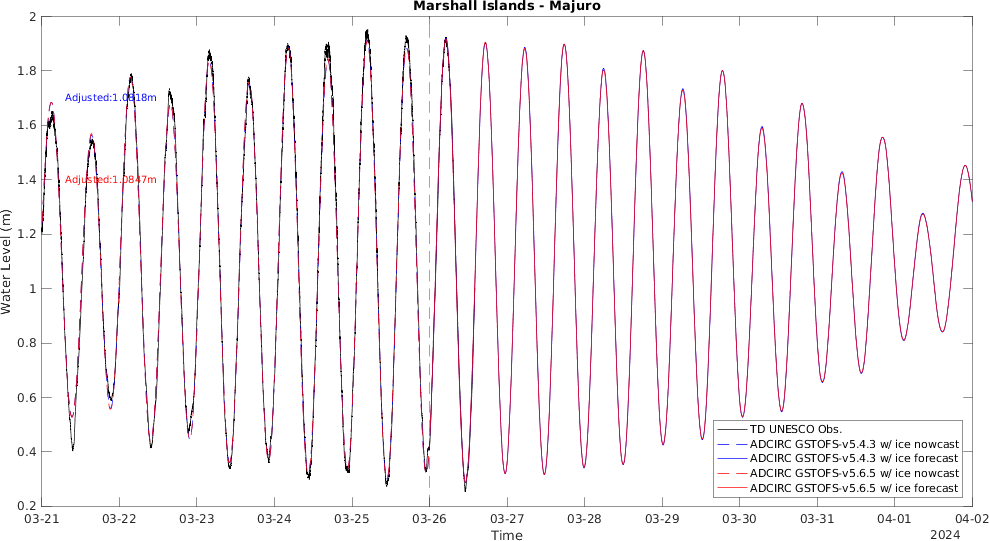 Marshall Islands - Majuro
2
1.8
1.6
1.4
1.2
1
0.8
0.6
0.4
0.2
Water Level (m)
Adjusted:1.0818m
Adjusted:1.0847m
TD UNESCO Obs.
ADCIRC GSTOFS-v5.4.3 w/ ice nowcast
ADCIRC GSTOFS-v5.4.3 w/ ice forecast
ADCIRC GSTOFS-v5.6.5 w/ ice nowcast
ADCIRC GSTOFS-v5.6.5 w/ ice forecast
03-21 03-22 03-23 03-24 03-25 03-26 03-27 03-28 03-29 03-30 03-31 04-01 04-02
Time
2024